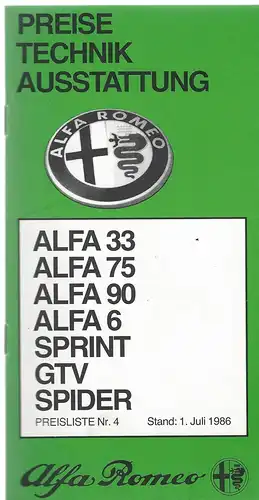 PREISE
TECHNIK
AUSSTATTUNG
ALFA ROMEO
ALFA 33
ALFA 75
ALFA 90
ALFA 6
SPRINT
GTV
SPIDER
PREISLISTE Nr. 4 Stand: 1. Juli 1986
Alfa Romeo